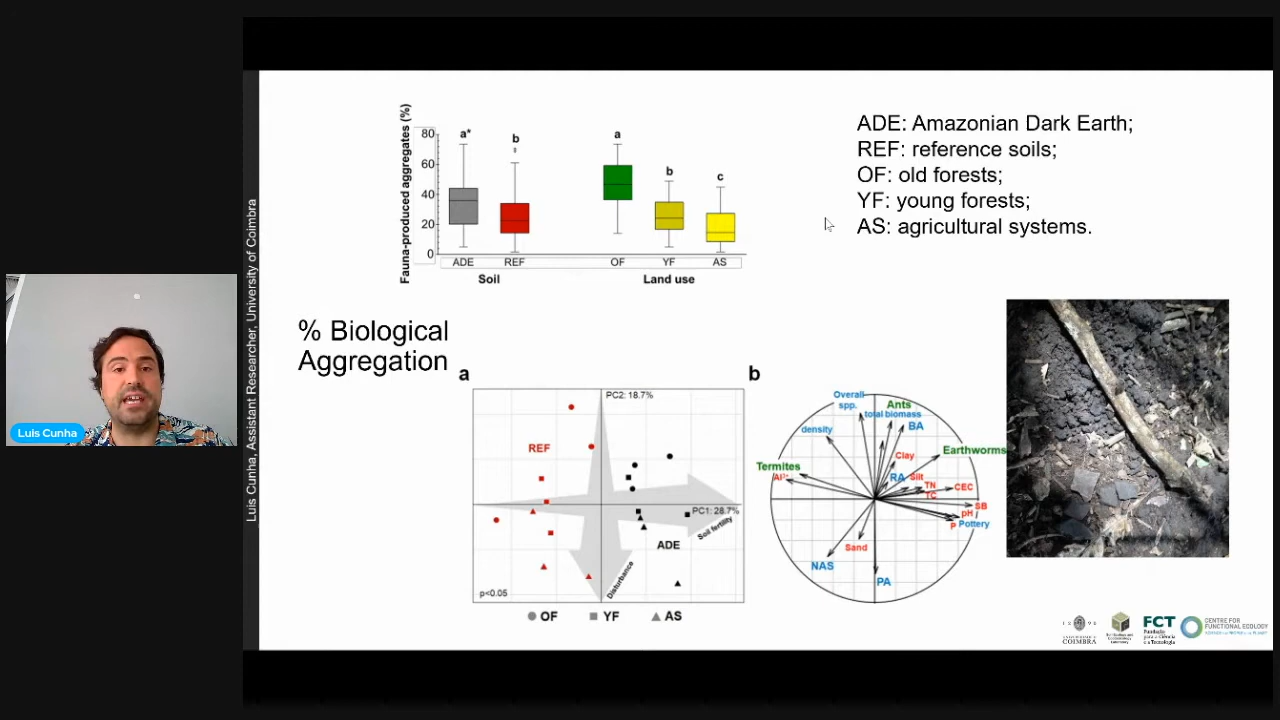 Luis Cunha, Assistant Researcher, University of Coimbra
Luis Cunha
ADE: Amazonian Dark Earth;
REF: reference soils;
OF: old forests;
YF: young forests;
AS: agricultural systems.
Fauna-produced aggregates (%)
80
60
40
20
0
a*
b
a
b
c
ADE
REF
OF
YF
AS
Soil
Land use
% Biological
Aggregation
a
PC2: 18.7%
REF
PC1: 28.7%
Soil fertility
ADE
Disturbance
p<0.05
OF
YF
AS
b
Overall
spp.
Ants
total biomass
BA
density
Earthworms
Clay
Termites
Al³⁺
RA
Silt
TN
TC
CEC
SB
pH
P
Pottery
Sand
NAS
PA
COIMBRA
FCT
Fundação
para a Ciência
e a Tecnologia
CENTRE FOR
FUNCTIONAL ECOLOGY